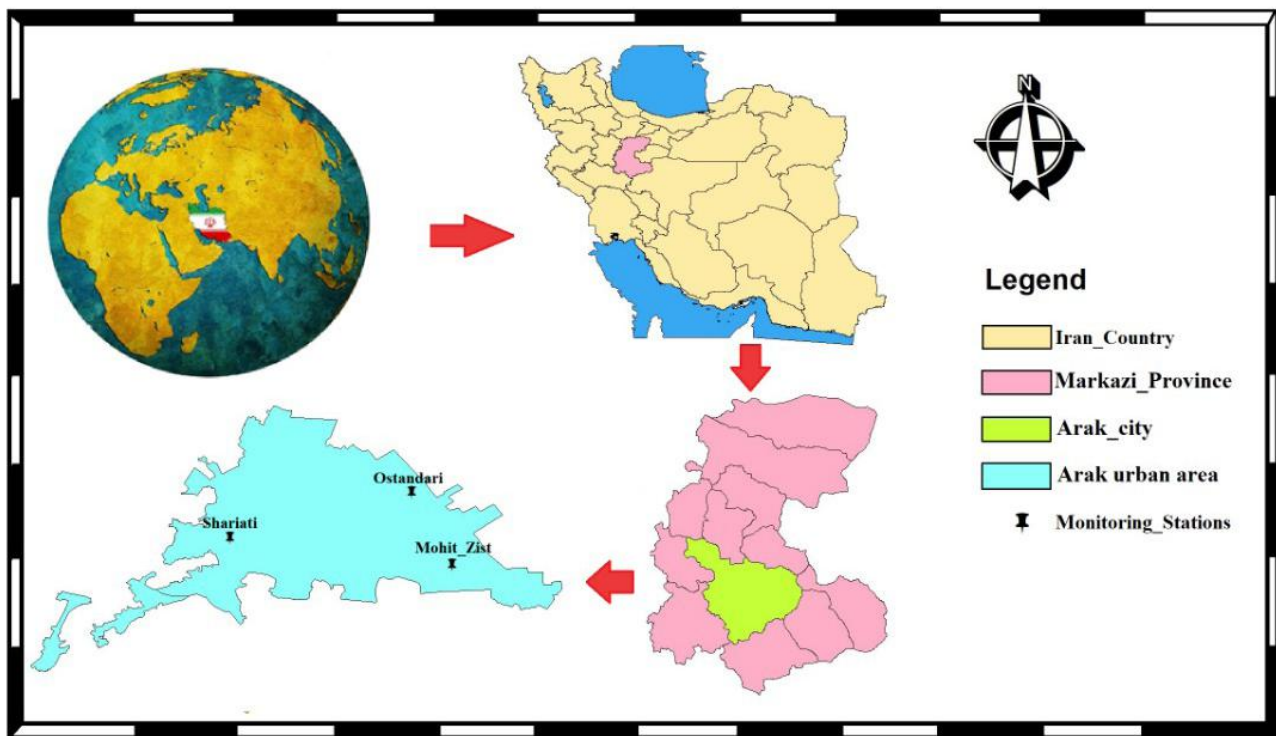 N
Legend
Iran_Country
Markazi_Province
Arak_city
Arak urban area
Monitoring_Stations
Ostandari
Shariati
Mohit_Zist